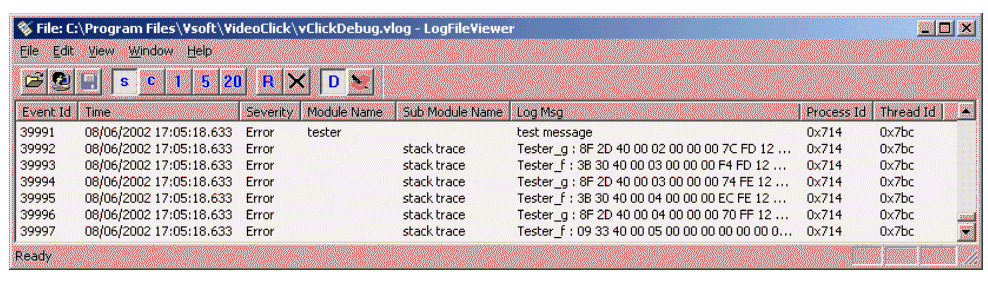 File: C:\Program Files\Vsoft\VideoClick\vClickDebug.vlog - LogFileViewer
File Edit View Window Help
s c 1 5 20 R D
Event Id Time Severity Module Name Sub Module Name Log Msg Process Id Thread Id
39991 08/06/2002 17:05:18.633 Error tester test message 0x714 0x7bc
39992 08/06/2002 17:05:18.633 Error stack trace Tester_g : 8F 2D 40 00 02 00 00 00 7C FD 12 ... 0x714 0x7bc
39993 08/06/2002 17:05:18.633 Error stack trace Tester_f : 3B 30 40 00 03 00 00 00 F4 FD 12 ... 0x714 0x7bc
39994 08/06/2002 17:05:18.633 Error stack trace Tester_g : 8F 2D 40 00 03 00 00 00 74 FE 12 ... 0x714 0x7bc
39995 08/06/2002 17:05:18.633 Error stack trace Tester_f : 3B 30 40 00 04 00 00 00 EC FE 12 ... 0x714 0x7bc
39996 08/06/2002 17:05:18.633 Error stack trace Tester_g : 8F 2D 40 00 04 00 00 00 70 FF 12 ... 0x714 0x7bc
39997 08/06/2002 17:05:18.633 Error stack trace Tester_f : 09 33 40 00 05 00 00 00 00 00 00 0... 0x714 0x7bc
Ready